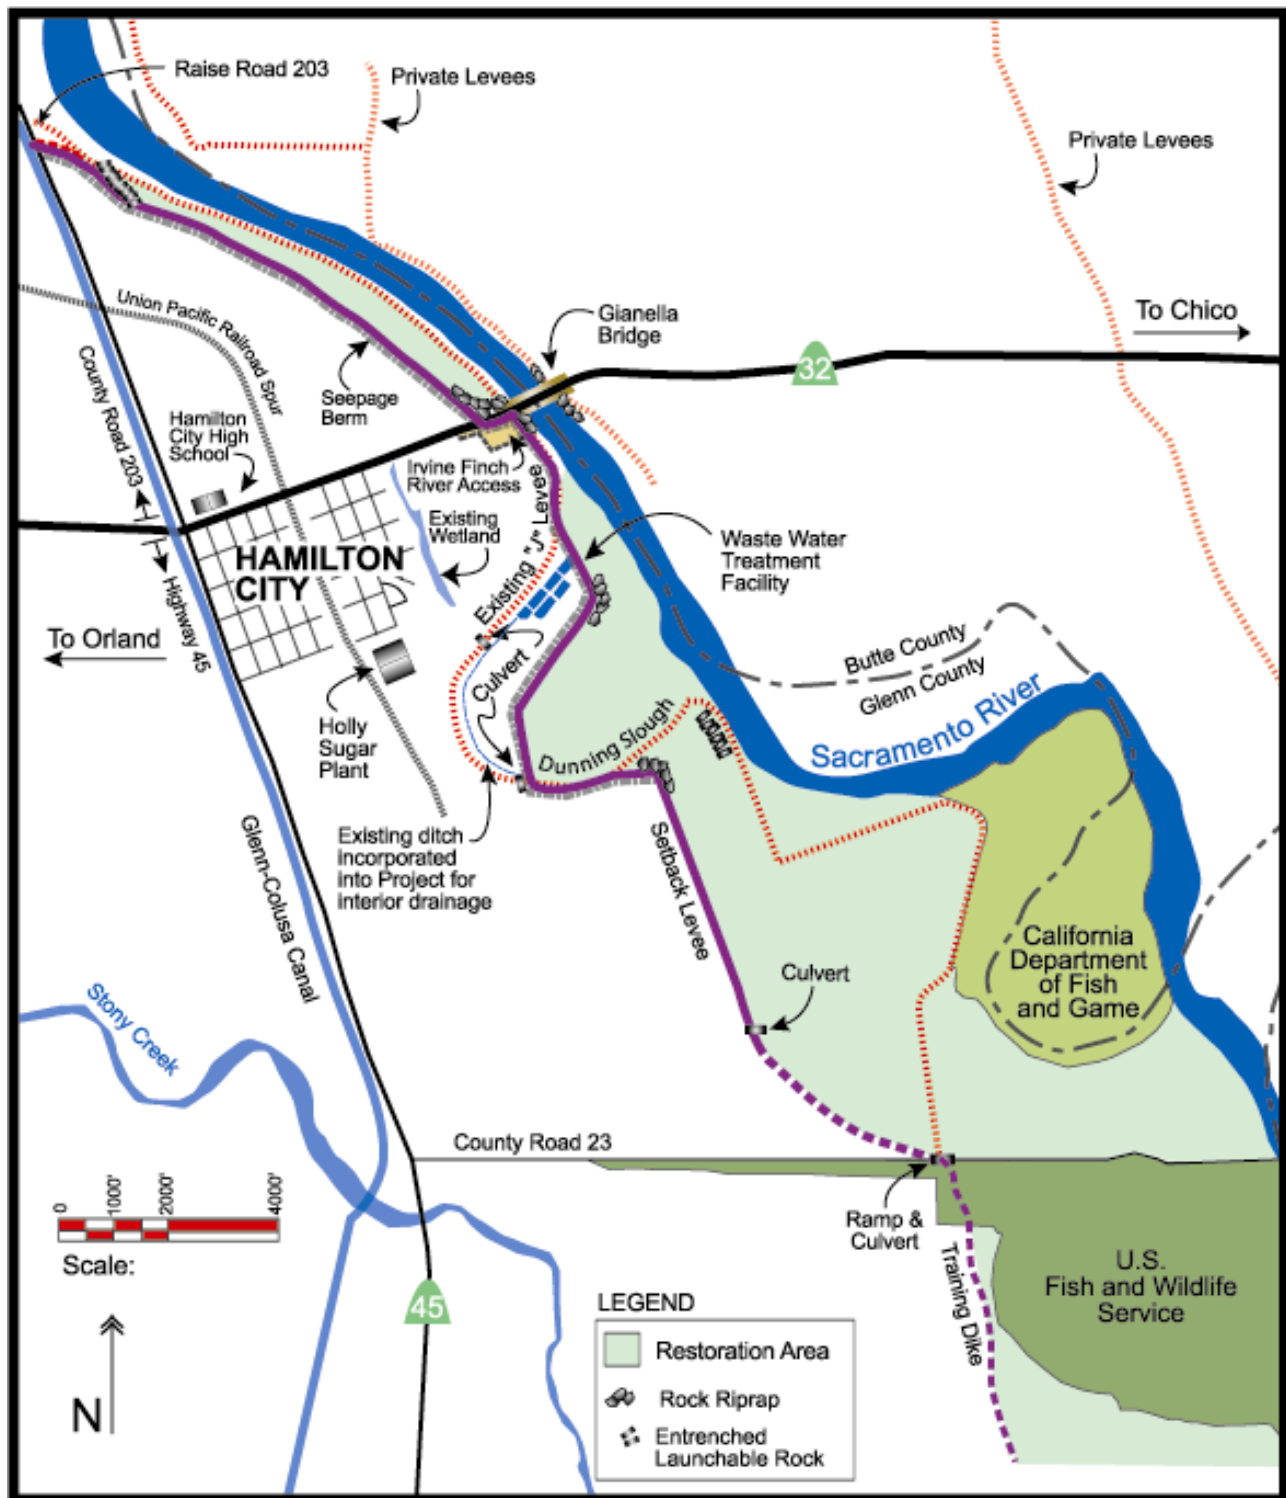 Raise Road 203
Private Levees
Private Levees
To Chico
Gianella
Bridge
32
Union Pacific Railroad Spur
County Road 203
Seepage
Berm
Hamilton
City High
School
Irvine Finch
River Access
Existing
Wetland
Existing "J" Levee
Waste Water
Treatment
Facility
HAMILTON
CITY
To Orland
Highway 45
Culvert
Butte County
Glenn County
Sacramento River
Holly
Sugar
Plant
Dunning Slough
Existing ditch
incorporated
into Project for
interior drainage
Setback Levee
Glenn-Colusa Canal
California
Department
of Fish
and Game
Culvert
Stony Creek
County Road 23
0
1000'
2000'
4000'
Scale:
Ramp &
Culvert
Training Dike
U.S.
Fish and Wildlife
Service
45
N
LEGEND
Restoration Area
Rock Riprap
Entrenched
Launchable Rock